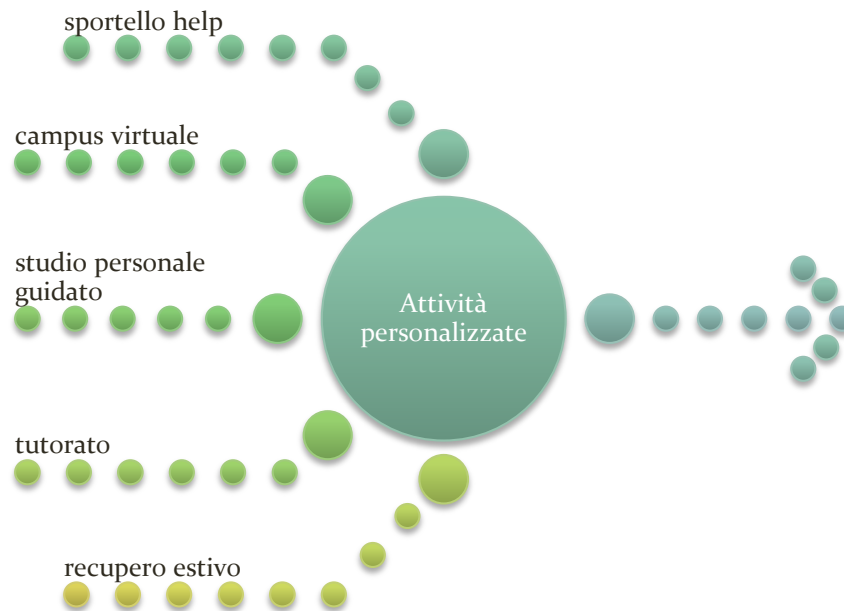 sportello help
campus virtuale
studio personale
guidato
Attività
personalizzate
tutorato
recupero estivo